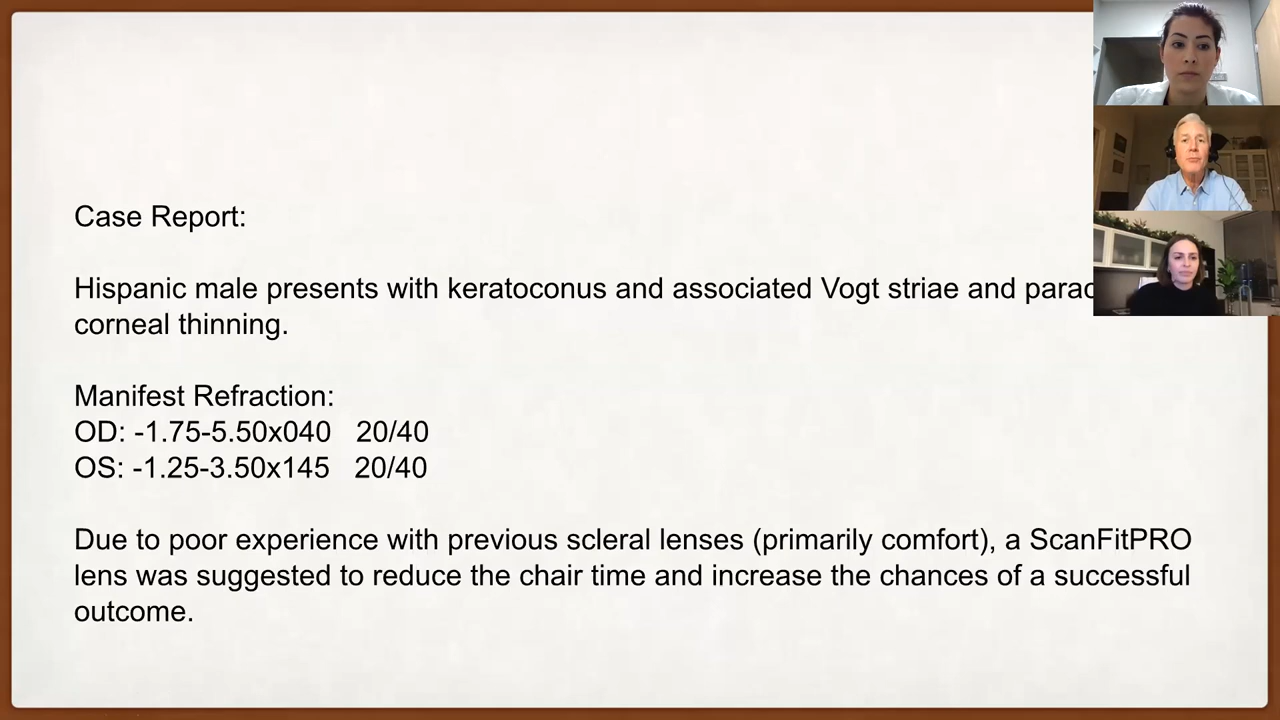 Case Report:
Hispanic male presents with keratoconus and associated Vogt striae and
corneal thinning.
Manifest Refraction:
OD: -1.75-5.50x040 20/40
OS: -1.25-3.50x145 20/40
Due to poor experience with previous scleral lenses (primarily comfort), a ScanFitPRO
lens was suggested to reduce the chair time and increase the chances of a successful
outcome.